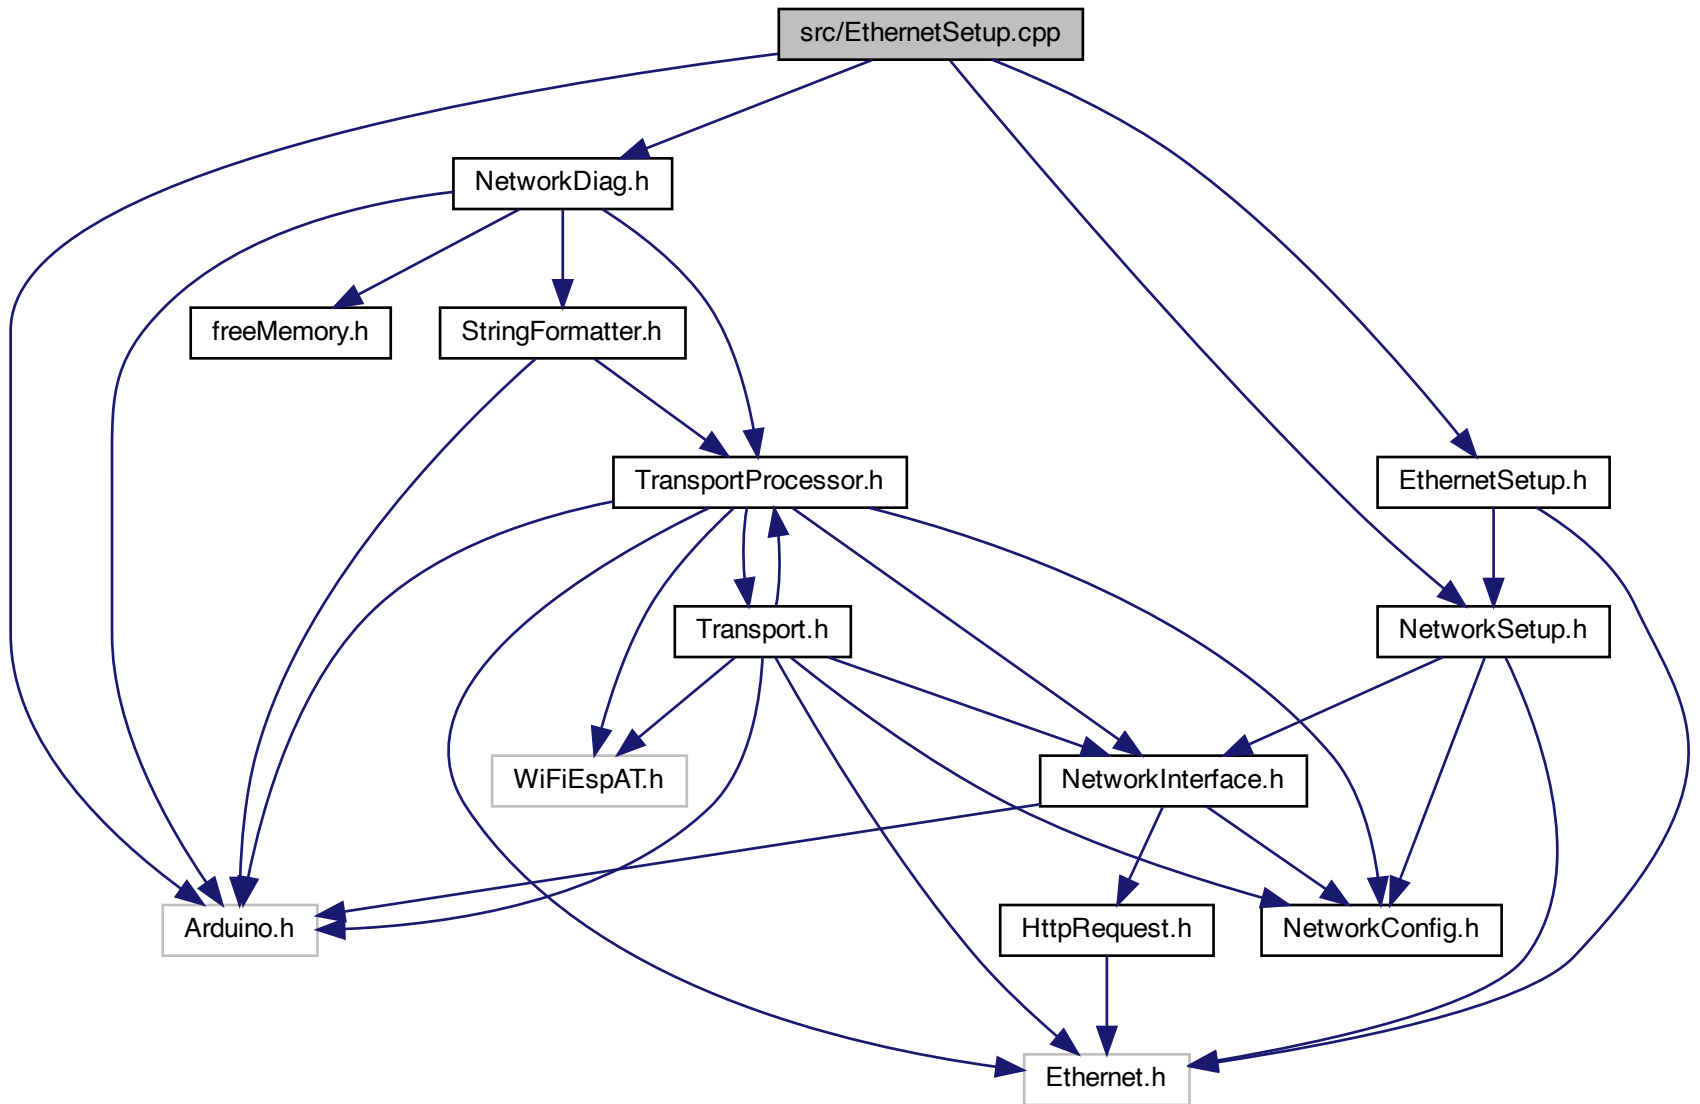 src/EthernetSetup.cpp
NetworkDiag.h
freeMemory.h
StringFormatter.h
TransportProcessor.h
EthernetSetup.h
Transport.h
NetworkSetup.h
WiFiEspAT.h
NetworkInterface.h
Arduino.h
HttpRequest.h
NetworkConfig.h
Ethernet.h